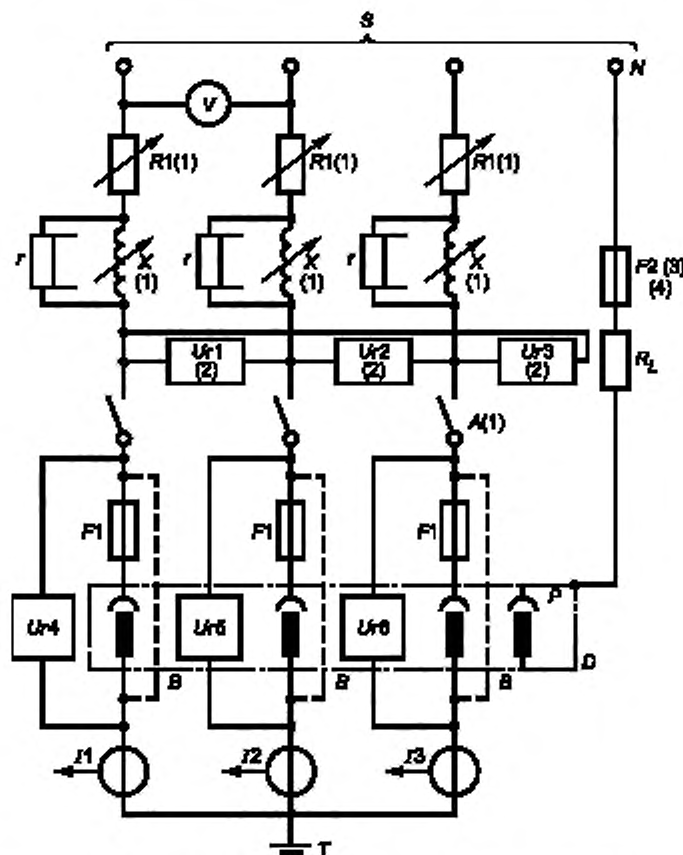 S
N
V
R1(1)
R1(1)
R1(1)
r
X
(1)
r
X
(1)
r
X
(1)
F2 (3)
(4)
Ur1
(2)
Ur2
(2)
Ur3
(2)
R_L
A(1)
F1
F1
F1
P
Ur4
Ur5
Ur6
B
B
B
D
I1
I2
I3
T